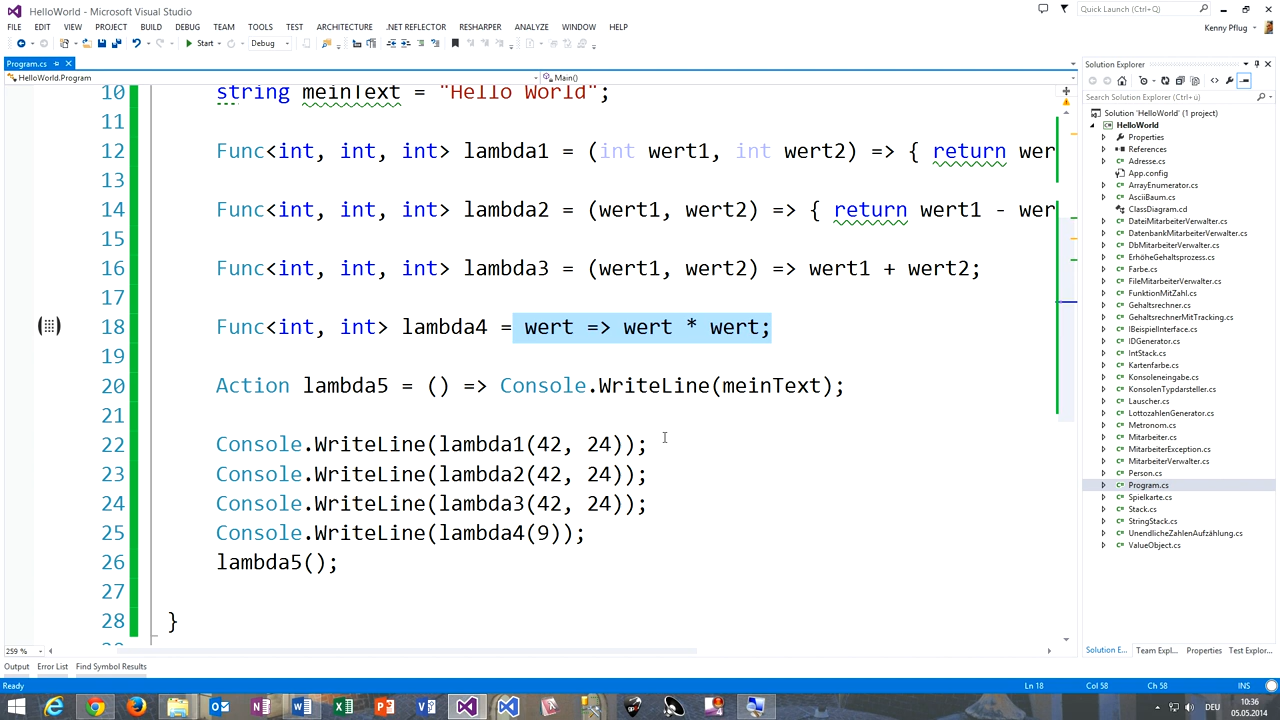 HelloWorld - Microsoft Visual Studio
Quick Launch (Ctrl+Q)
FILE EDIT VIEW PROJECT BUILD DEBUG TEAM TOOLS TEST ARCHITECTURE .NET REFLECTOR RESHARPER ANALYZE WINDOW HELP
Kenny Pflug
Start Debug
Program.cs
HelloWorld.Program
Main()
10 string meinText = "Hello World";
11
12 Func<int, int, int> lambda1 = (int wert1, int wert2) => { return wer
13
14 Func<int, int, int> lambda2 = (wert1, wert2) => { return wert1 - wer
15
16 Func<int, int, int> lambda3 = (wert1, wert2) => wert1 + wert2;
17
18 Func<int, int> lambda4 = wert => wert * wert;
19
20 Action lambda5 = () => Console.WriteLine(meinText);
21
22 Console.WriteLine(lambda1(42, 24));
23 Console.WriteLine(lambda2(42, 24));
24 Console.WriteLine(lambda3(42, 24));
25 Console.WriteLine(lambda4(9));
26 lambda5();
27
28 }
259 %
Solution Explorer
Search Solution Explorer (Ctrl+ü)
Solution 'HelloWorld' (1 project)
HelloWorld
Properties
References
Adresse.cs
App.config
ArrayEnumerator.cs
AsciiBaum.cs
ClassDiagram.cd
DateiMitarbeiterVerwalter.cs
DatenbankMitarbeiterVerwalter.cs
DbMitarbeiterVerwalter.cs
ErhöheGehaltsprozess.cs
Farbe.cs
FileMitarbeiterVerwalter.cs
FunktionMitZahl.cs
Gehaltsrechner.cs
GehaltsrechnerMitTracking.cs
IBeispielInterface.cs
IDGenerator.cs
IntStack.cs
Kartenfarbe.cs
Konsoleneingabe.cs
KonsolenTypdarsteller.cs
Lauscher.cs
LottozahlenGenerator.cs
Metronom.cs
Mitarbeiter.cs
MitarbeiterException.cs
MitarbeiterVerwalter.cs
Person.cs
Program.cs
Spielkarte.cs
Stack.cs
StringStack.cs
UnendlicheZahlenAufzählung.cs
ValueObject.cs
Solution E... Team Expl... Properties Test Explor...
Output Error List Find Symbol Results
Ready Ln 18 Col 58 Ch 58 INS
DEU
10:36
05.05.2014